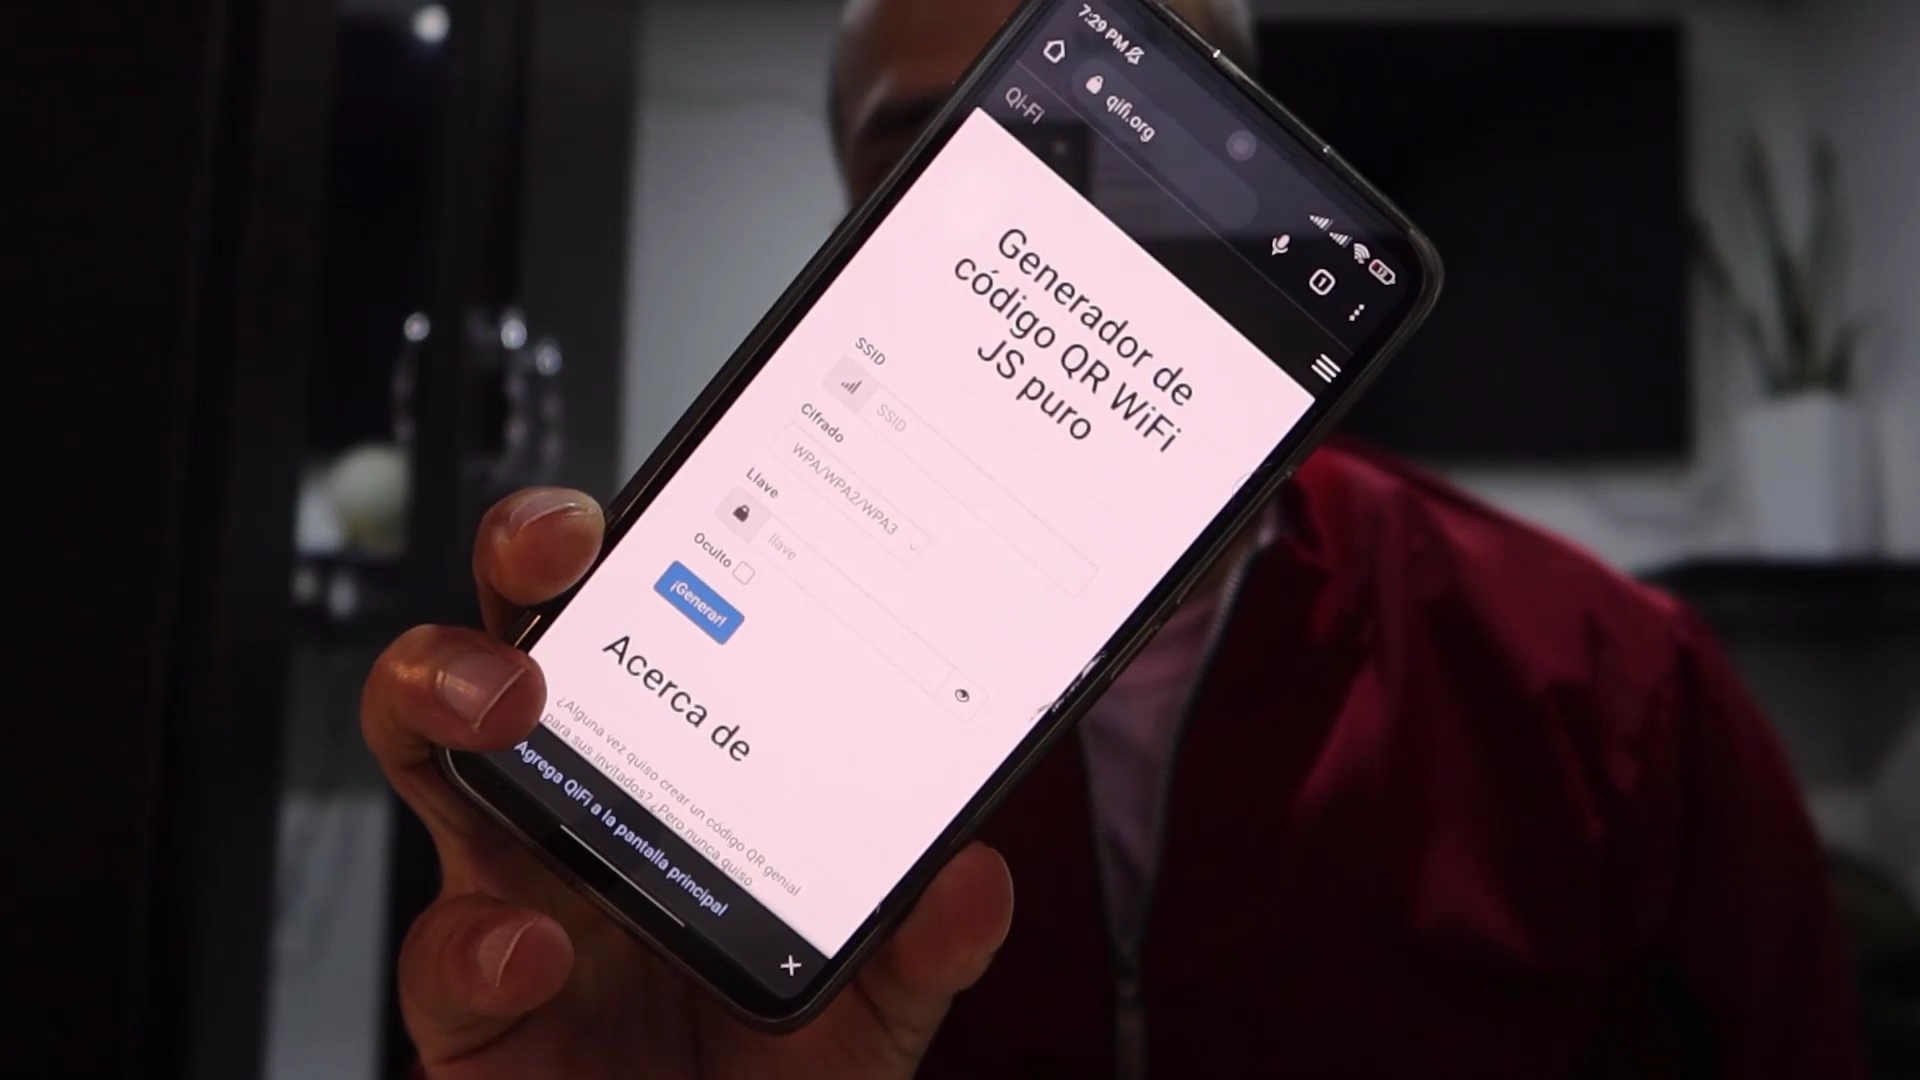 7:29 PM
qifi.org
1
QI-FI
Generador de
código QR WiFi
JS puro
SSID
SSID
Cifrado
WPA/WPA2/WPA3
Llave
llave
Oculto
¡Generar!
Acerca de
¿Alguna vez quiso crear un código QR genial
para sus invitados? ¿Pero nunca quiso
Agrega QiFi a la pantalla principal